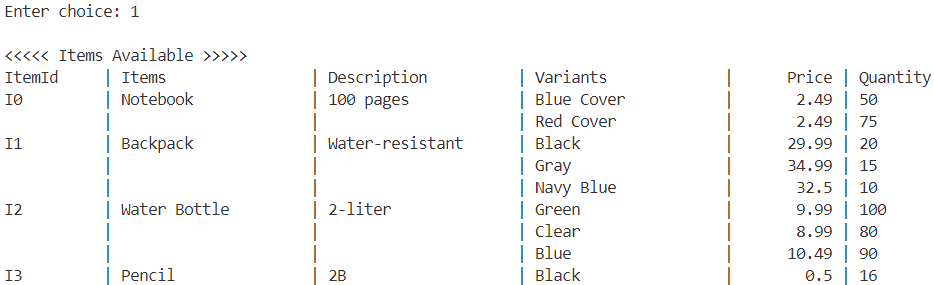 Enter choice: 1
<<<<< Items Available >>>>>
ItemId | Items | Description | Variants | Price | Quantity
I0 | Notebook | 100 pages | Blue Cover | 2.49 | 50
| | | Red Cover | 2.49 | 75
I1 | Backpack | Water-resistant | Black | 29.99 | 20
| | | Gray | 34.99 | 15
| | | Navy Blue | 32.5 | 10
I2 | Water Bottle | 2-liter | Green | 9.99 | 100
| | | Clear | 8.99 | 80
| | | Blue | 10.49 | 90
I3 | Pencil | 2B | Black | 0.5 | 16